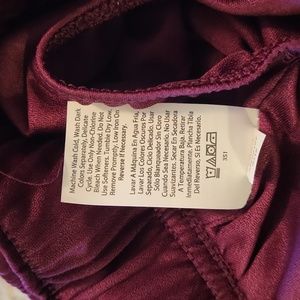 Machine Wash Cold, Wash Dark
Colors Separately, Delicate
Cycle. Use Only Non-Chlorine
Bleach When Needed. Do Not
Use Softeners. Tumble Dry Low,
Remove Promptly, Low Iron On
Reverse If Necessary.
Lavar A Máquina En Agua Fría,
Lavar Los Colores Oscuros Por
Separado, Ciclo Delicado. Usar
Sólo Blanqueador Sin Cloro
Cuando Sea Necesario. No Usar
Suavitantes. Secar En Secadora
A Temperatura Baja. Retirar
Inmediatamente, Plancha Tibia
Del Reverso, Si Es Necesario.
XS1